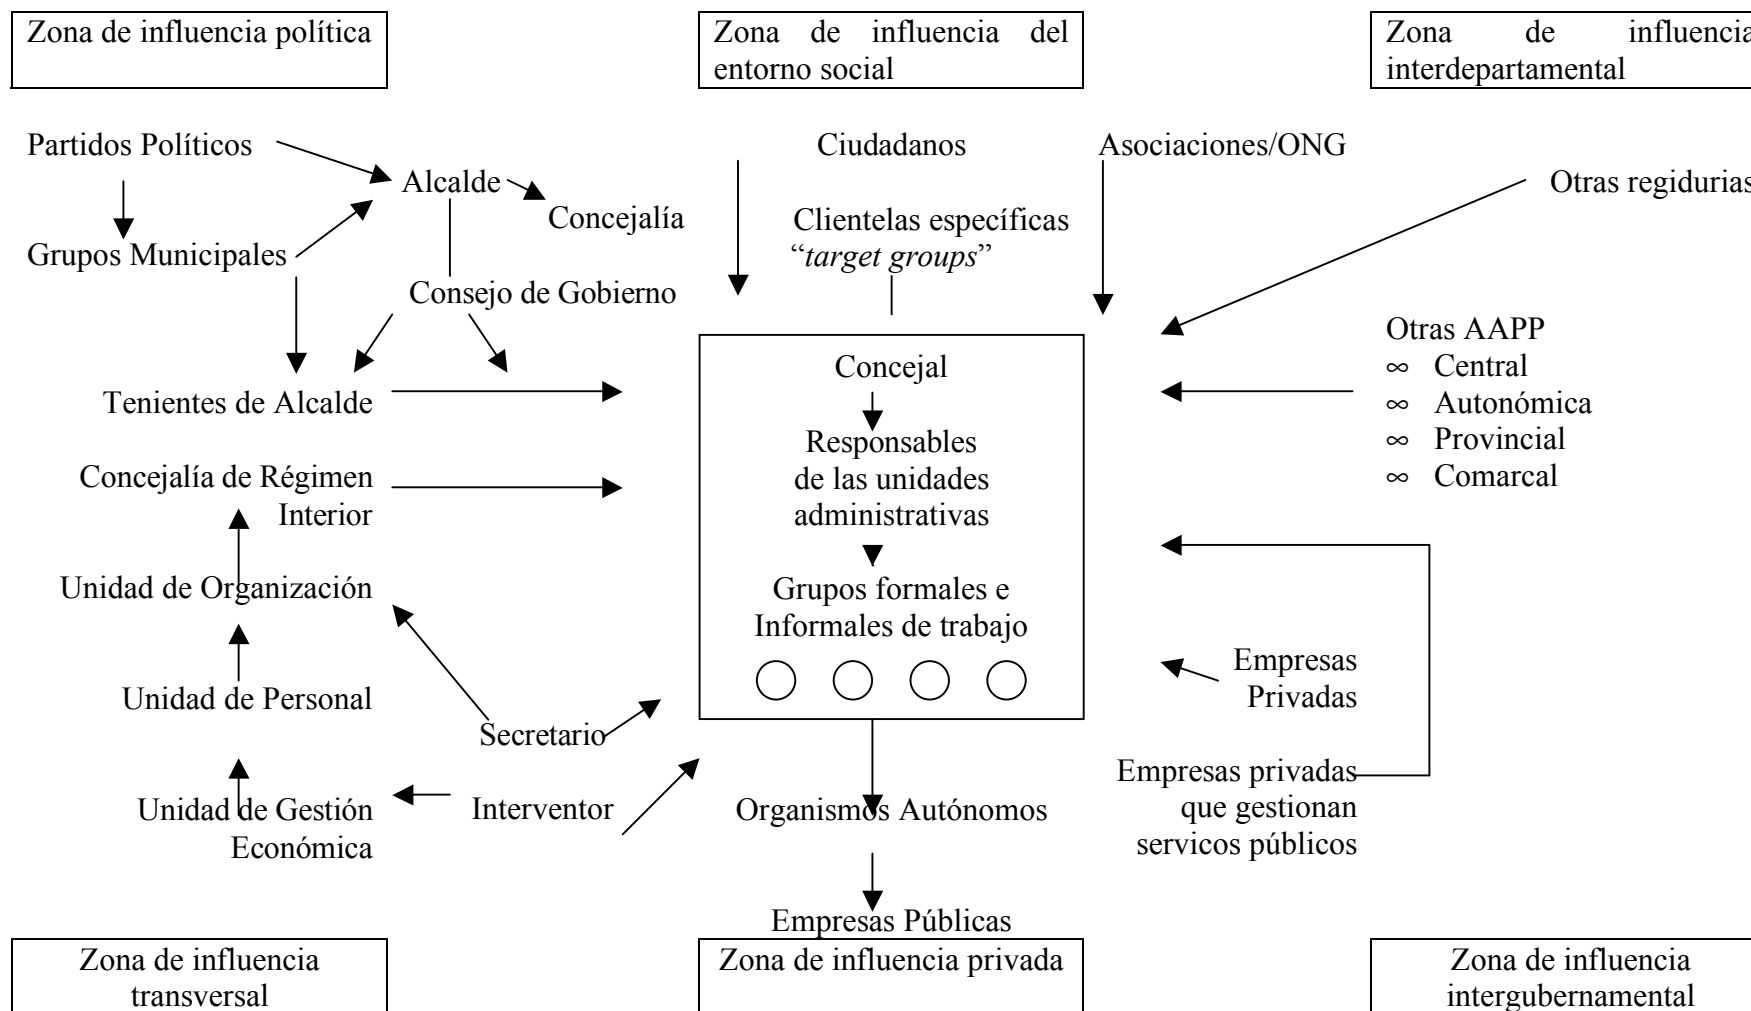 Zona de influencia política
Zona de influencia del
entorno social
Zona de influencia
interdepartamental
Partidos Políticos
Alcalde
Concejalía
Grupos Municipales
Consejo de Gobierno
Tenientes de Alcalde
Concejalía de Régimen
Interior
Unidad de Organización
Unidad de Personal
Unidad de Gestión
Económica
Secretario
Interventor
Ciudadanos
Asociaciones/ONG
Clientelas específicas
“target groups”
Concejal
Responsables
de las unidades
administrativas
Grupos formales e
Informales de trabajo
Organismos Autónomos
Empresas Públicas
Otras regidurias
Otras AAPP
∞ Central
∞ Autonómica
∞ Provincial
∞ Comarcal
Empresas
Privadas
Empresas privadas
que gestionan
servicos públicos
Zona de influencia
transversal
Zona de influencia privada
Zona de influencia
intergubernamental